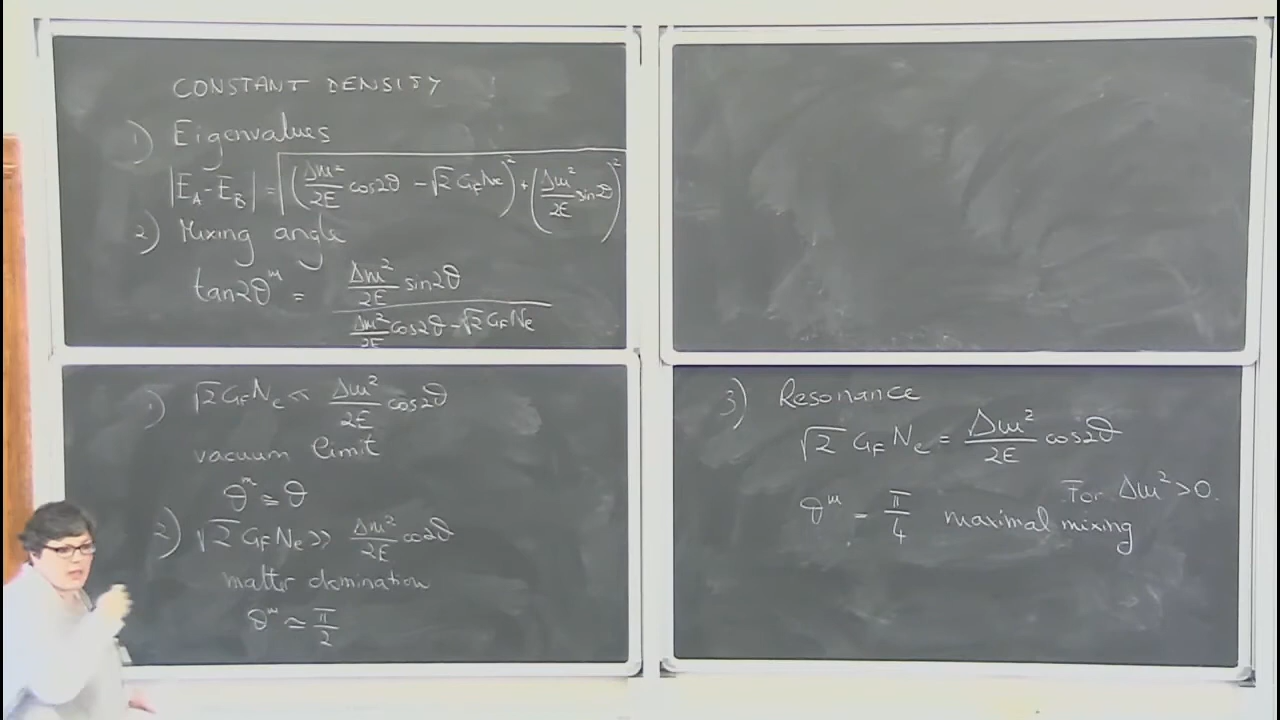 CONSTANT DENSITY
1) Eigenvalues
|E_A - E_B| = √((Δm²/2E cos2θ - √2 G_F N_e)² + (Δm²/2E sin2θ)²)
2) Mixing angle
tan2θ^m = (Δm²/2E sin2θ)/(Δm²/2E cos2θ - √2 G_F N_e)
1) √2 G_F N_e << Δm²/2E cos2θ
vacuum limit
θ^m ≃ θ
2) √2 G_F N_e >> Δm²/2E cos2θ
matter domination
θ^m ≃ π/2
3) Resonance
√2 G_F N_e = Δm²/2E cos2θ
For Δm² > 0.
θ^m = π/4 maximal mixing